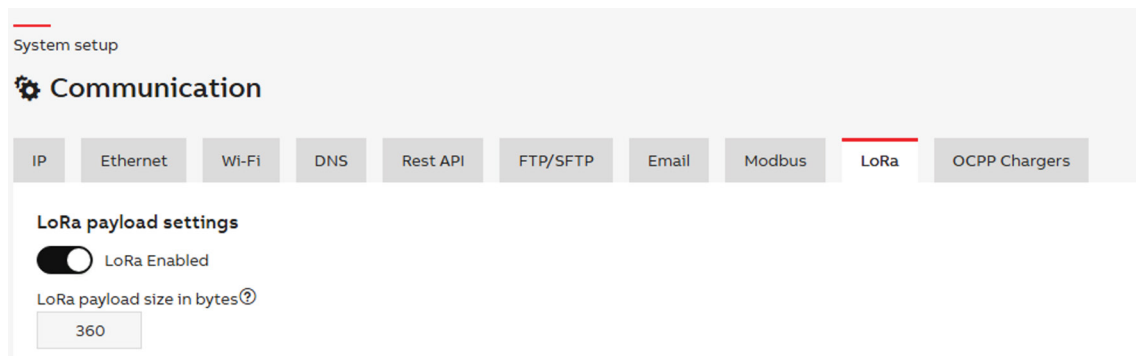 System setup
Communication
IP Ethernet Wi-Fi DNS Rest API FTP/SFTP Email Modbus LoRa OCPP Chargers
LoRa payload settings
LoRa Enabled
LoRa payload size in bytes?
360